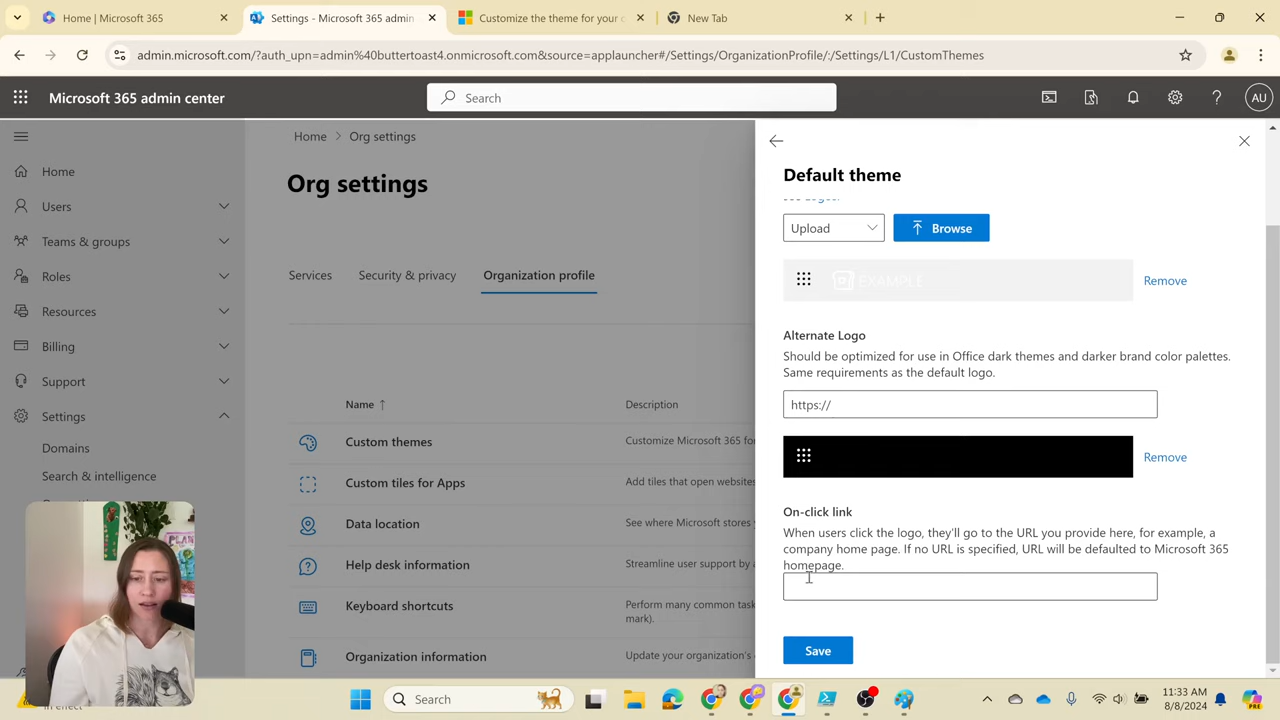 Home | Microsoft 365
Settings - Microsoft 365 admin
Customize the theme for your o
New Tab
admin.microsoft.com/?auth_upn=admin%40buttertoast4.onmicrosoft.com&source=applauncher#/Settings/OrganizationProfile/:/Settings/L1/CustomThemes
Microsoft 365 admin center
Search
AU
Home
Users
Teams & groups
Roles
Resources
Billing
Support
Settings
Domains
Search & intelligence
Home > Org settings
Org settings
Services
Security & privacy
Organization profile
Name ↑
Description
Custom themes
Customize Microsoft 365 for
Custom tiles for Apps
Add tiles that open websites
Data location
See where Microsoft stores y
Help desk information
Streamline user support by a
Keyboard shortcuts
Perform many common task
mark).
Organization information
Update your organization's
Default theme
Upload
Browse
EXAMPLE
Remove
Alternate Logo
Should be optimized for use in Office dark themes and darker brand color palettes.
Same requirements as the default logo.
https://
Remove
On-click link
When users click the logo, they'll go to the URL you provide here, for example, a
company home page. If no URL is specified, URL will be defaulted to Microsoft 365
homepage.
Save
In effect
Search
11:33 AM
8/8/2024
PRE